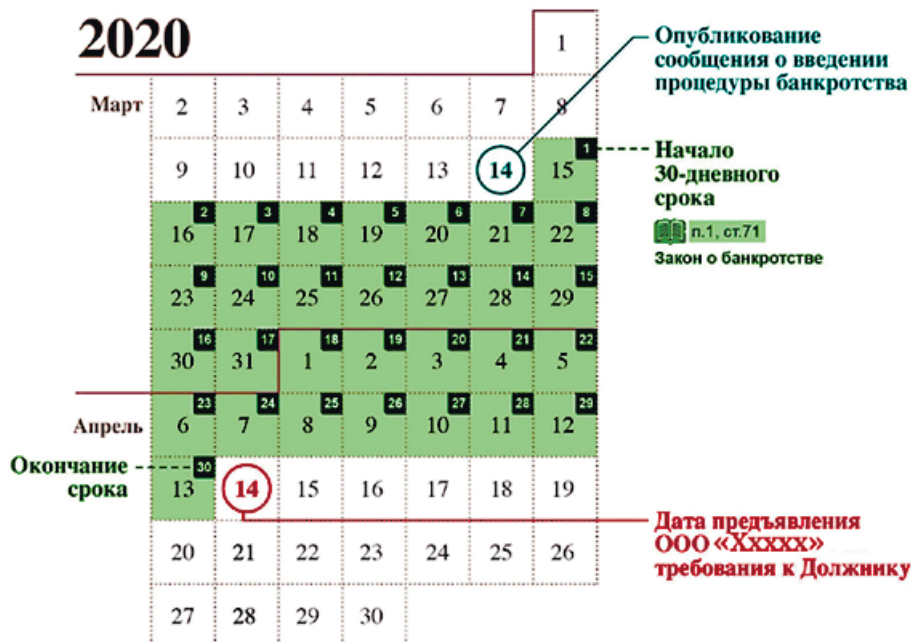 2020
1
Опубликование
сообщения о введении
процедуры банкротства
Март
2 3 4 5 6 7 8
9 10 11 12 13 14 15
1
Начало
30-дневного
срока
п.1, ст.71
Закон о банкротстве
2 3 4 5 6 7 8
16 17 18 19 20 21 22
9 10 11 12 13 14 15
23 24 25 26 27 28 29
16 17 18 19 20 21 22
30 31 1 2 3 4 5
23 24 25 26 27 28 29
Апрель
6 7 8 9 10 11 12
Окончание
срока
30
13 14 15 16 17 18 19
Дата предъявления
ООО «Ххххх»
требования к Должнику
20 21 22 23 24 25 26
27 28 29 30